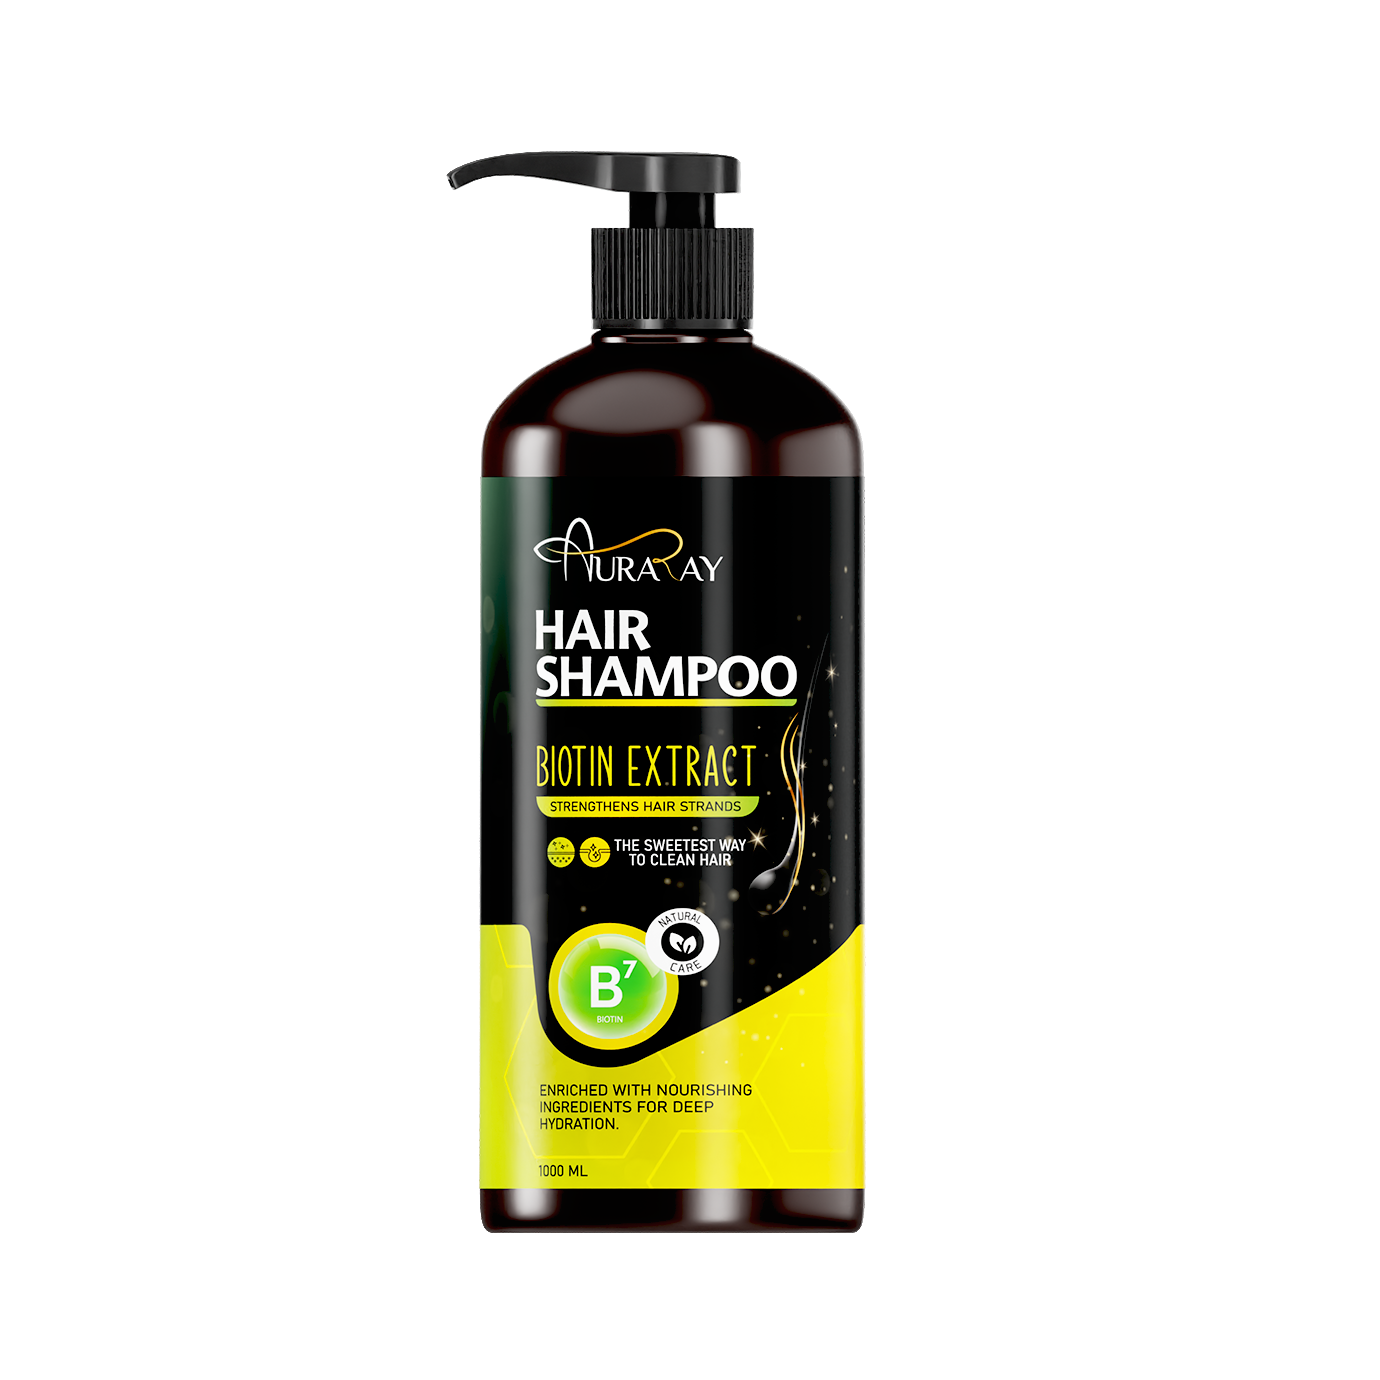 AURARAY
HAIR
SHAMPOO
BIOTIN EXTRACT
STRENGTHENS HAIR STRANDS
THE SWEETEST WAY
TO CLEAN HAIR
NATURAL
CARE
B⁷
BIOTIN
ENRICHED WITH NOURISHING
INGREDIENTS FOR DEEP
HYDRATION.
1000 ML